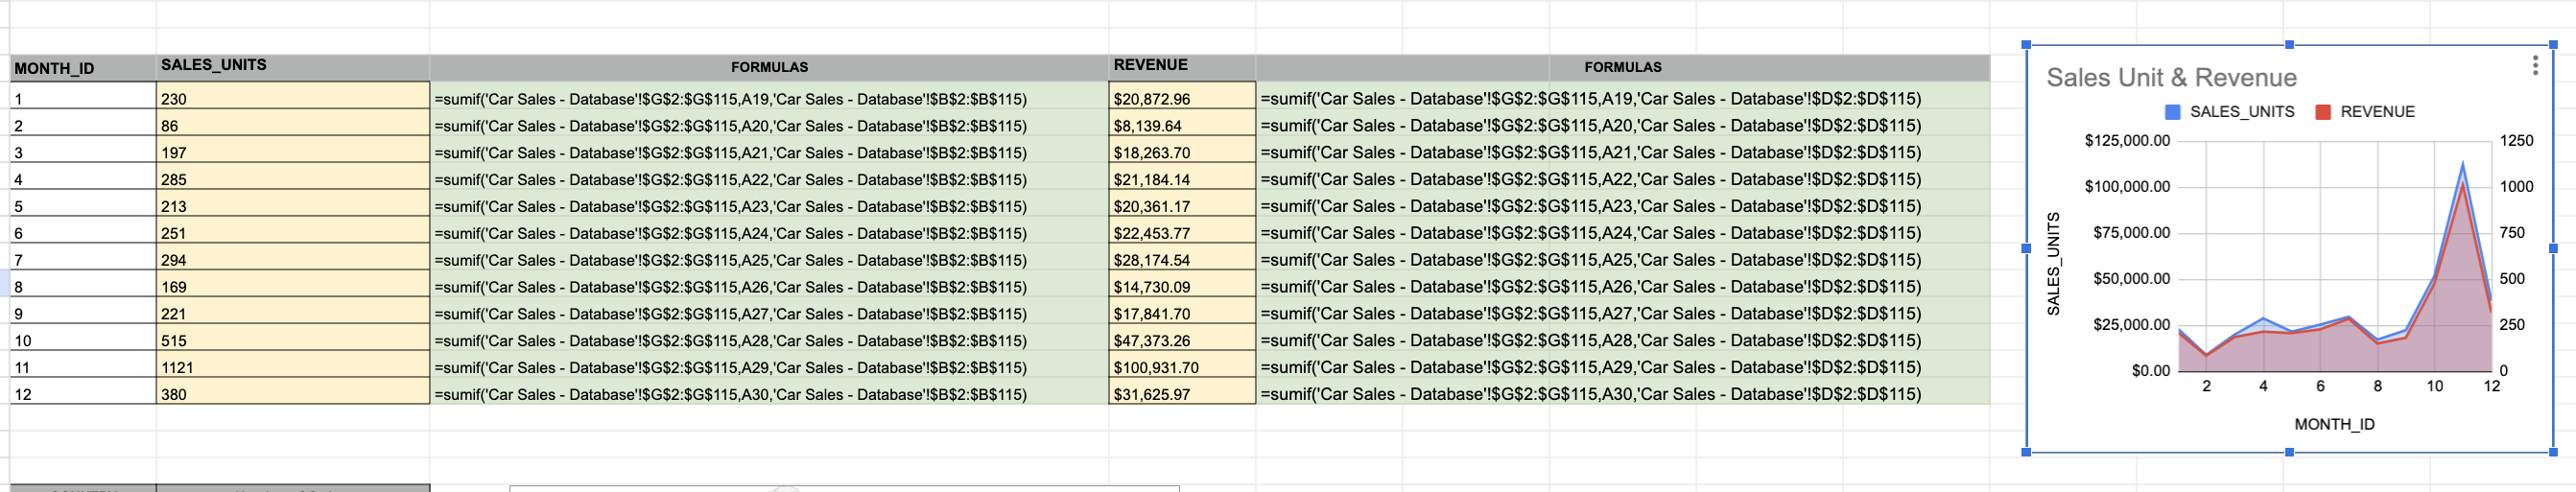 MONTH_ID SALES_UNITS FORMULAS REVENUE FORMULAS
1 230 =sumif('Car Sales - Database'!$G$2:$G$115,A19,'Car Sales - Database'!$B$2:$B$115) $20,872.96 =sumif('Car Sales - Database'!$G$2:$G$115,A19,'Car Sales - Database'!$D$2:$D$115)
2 86 =sumif('Car Sales - Database'!$G$2:$G$115,A20,'Car Sales - Database'!$B$2:$B$115) $8,139.64 =sumif('Car Sales - Database'!$G$2:$G$115,A20,'Car Sales - Database'!$D$2:$D$115)
3 197 =sumif('Car Sales - Database'!$G$2:$G$115,A21,'Car Sales - Database'!$B$2:$B$115) $18,263.70 =sumif('Car Sales - Database'!$G$2:$G$115,A21,'Car Sales - Database'!$D$2:$D$115)
4 285 =sumif('Car Sales - Database'!$G$2:$G$115,A22,'Car Sales - Database'!$B$2:$B$115) $21,184.14 =sumif('Car Sales - Database'!$G$2:$G$115,A22,'Car Sales - Database'!$D$2:$D$115)
5 213 =sumif('Car Sales - Database'!$G$2:$G$115,A23,'Car Sales - Database'!$B$2:$B$115) $20,361.17 =sumif('Car Sales - Database'!$G$2:$G$115,A23,'Car Sales - Database'!$D$2:$D$115)
6 251 =sumif('Car Sales - Database'!$G$2:$G$115,A24,'Car Sales - Database'!$B$2:$B$115) $22,453.77 =sumif('Car Sales - Database'!$G$2:$G$115,A24,'Car Sales - Database'!$D$2:$D$115)
7 294 =sumif('Car Sales - Database'!$G$2:$G$115,A25,'Car Sales - Database'!$B$2:$B$115) $28,174.54 =sumif('Car Sales - Database'!$G$2:$G$115,A25,'Car Sales - Database'!$D$2:$D$115)
8 169 =sumif('Car Sales - Database'!$G$2:$G$115,A26,'Car Sales - Database'!$B$2:$B$115) $14,730.09 =sumif('Car Sales - Database'!$G$2:$G$115,A26,'Car Sales - Database'!$D$2:$D$115)
9 221 =sumif('Car Sales - Database'!$G$2:$G$115,A27,'Car Sales - Database'!$B$2:$B$115) $17,841.70 =sumif('Car Sales - Database'!$G$2:$G$115,A27,'Car Sales - Database'!$D$2:$D$115)
10 515 =sumif('Car Sales - Database'!$G$2:$G$115,A28,'Car Sales - Database'!$B$2:$B$115) $47,373.26 =sumif('Car Sales - Database'!$G$2:$G$115,A28,'Car Sales - Database'!$D$2:$D$115)
11 1121 =sumif('Car Sales - Database'!$G$2:$G$115,A29,'Car Sales - Database'!$B$2:$B$115) $100,931.70 =sumif('Car Sales - Database'!$G$2:$G$115,A29,'Car Sales - Database'!$D$2:$D$115)
12 380 =sumif('Car Sales - Database'!$G$2:$G$115,A30,'Car Sales - Database'!$B$2:$B$115) $31,625.97 =sumif('Car Sales - Database'!$G$2:$G$115,A30,'Car Sales - Database'!$D$2:$D$115)
Sales Unit & Revenue
SALES_UNITS REVENUE
SALES_UNITS
$125,000.00 1250
$100,000.00 1000
$75,000.00 750
$50,000.00 500
$25,000.00 250
$0.00 0
2 4 6 8 10 12
MONTH_ID